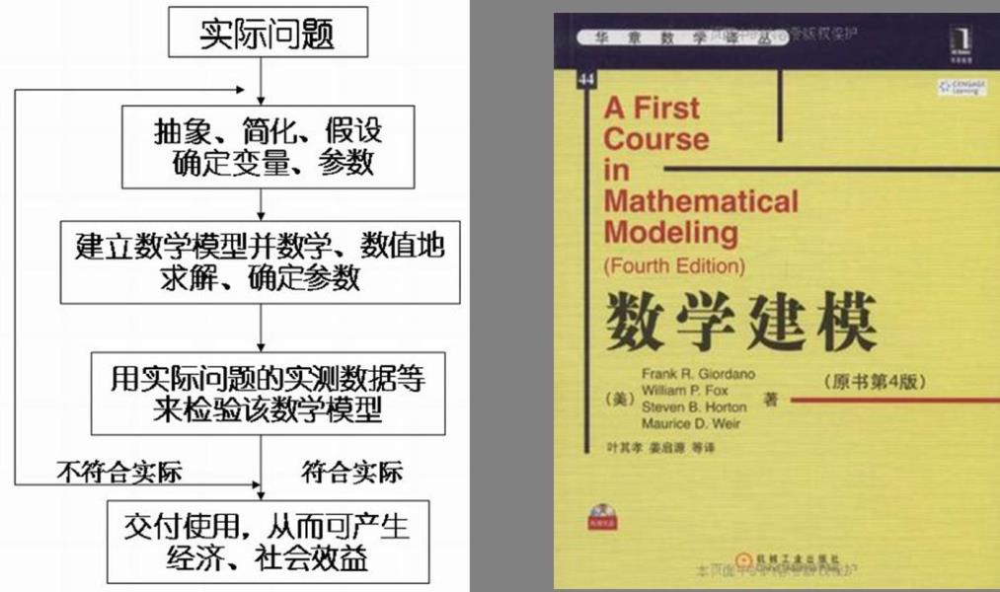 实际问题
抽象、简化、假设
确定变量、参数
建立数学模型并数学、数值地
求解、确定参数
用实际问题的实测数据等
来检验该数学模型
不符合实际
符合实际
交付使用，从而可产生
经济、社会效益
华章数学译丛
44
CENGAGE
Learning
A First
Course
in
Mathematical
Modeling
(Fourth Edition)
数学建模
(原书第4版)
(美)
Frank R. Giordano
William P. Fox
Steven B. Horton
Maurice D. Weir
著
叶其孝 姜启源 等译
机械工业出版社